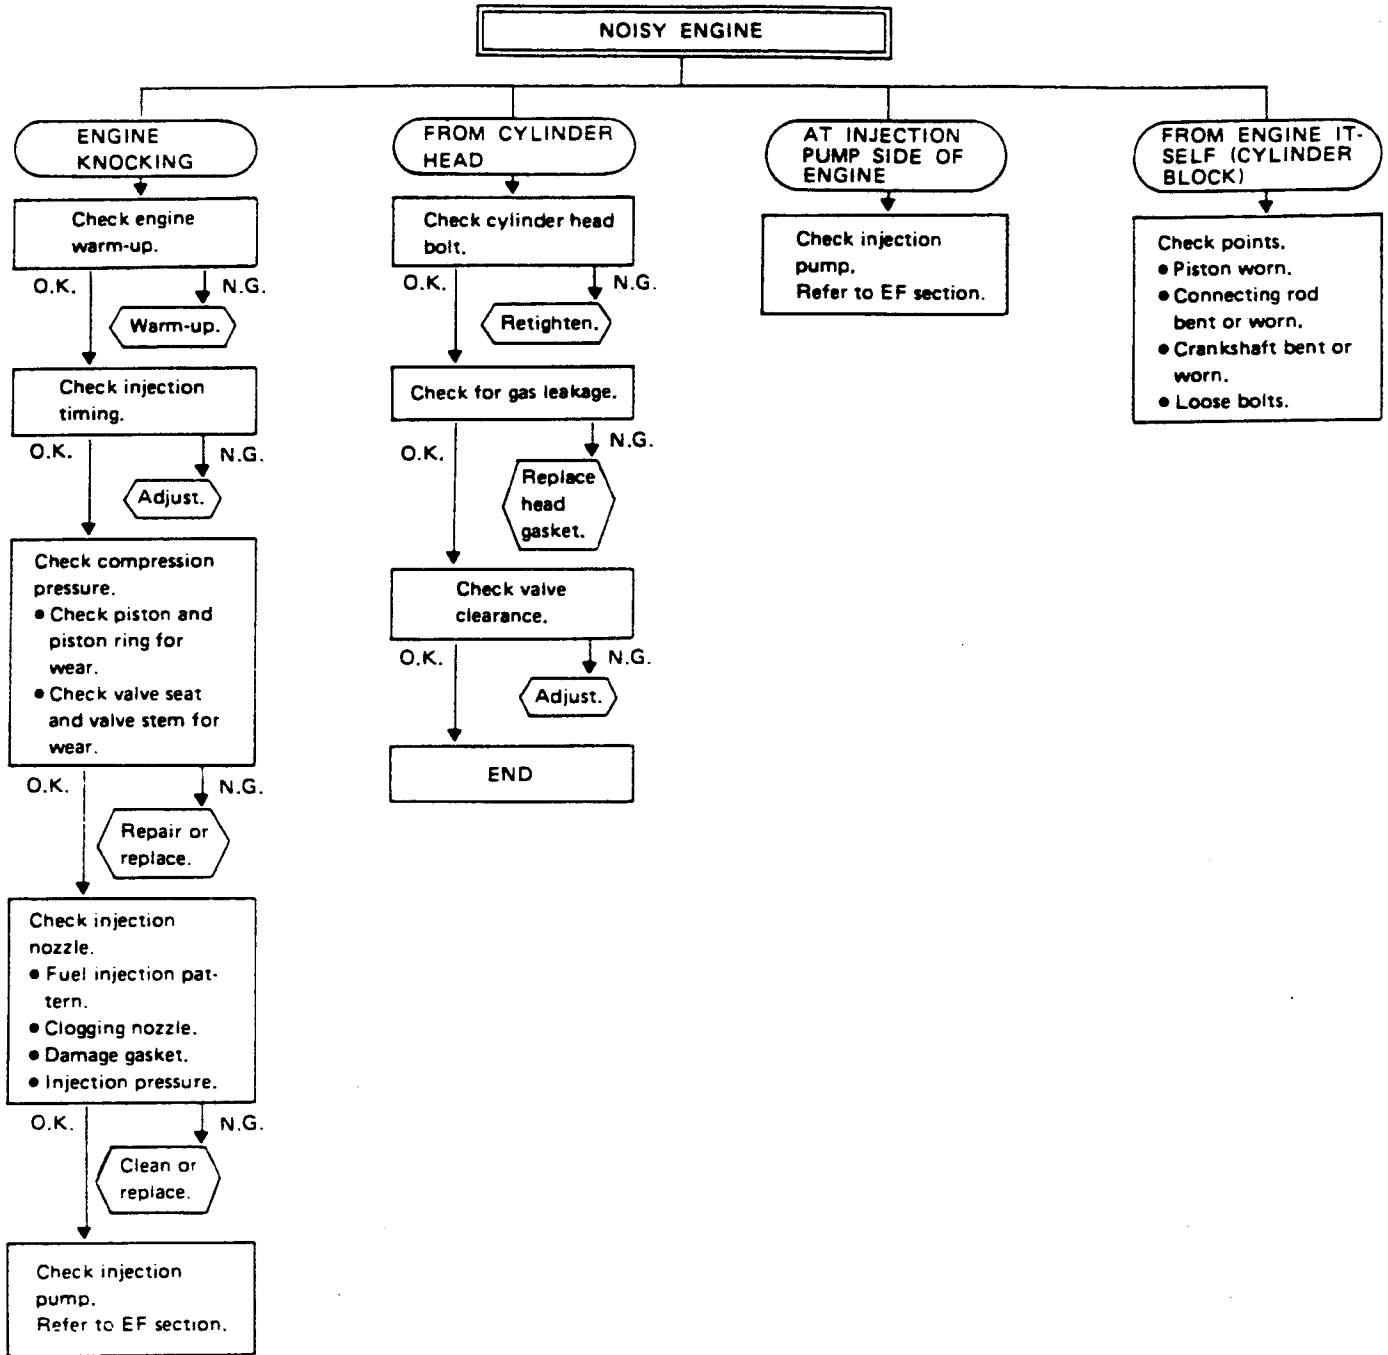 NOISY ENGINE
ENGINE
KNOCKING
Check engine
warm-up.
O.K.
N.G.
Warm-up.
Check injection
timing.
O.K.
N.G.
Adjust.
Check compression
pressure.
• Check piston and
piston ring for
wear.
• Check valve seat
and valve stem for
wear.
O.K.
N.G.
Repair or
replace.
Check injection
nozzle.
• Fuel injection pat-
tern.
• Clogging nozzle.
• Damage gasket.
• Injection pressure.
O.K.
N.G.
Clean or
replace.
Check injection
pump.
Refer to EF section.
FROM CYLINDER
HEAD
Check cylinder head
bolt.
O.K.
N.G.
Retighten.
Check for gas leakage.
O.K.
N.G.
Replace
head
gasket.
Check valve
clearance.
O.K.
N.G.
Adjust.
END
AT INJECTION
PUMP SIDE OF
ENGINE
Check injection
pump.
Refer to EF section.
FROM ENGINE IT-
SELF (CYLINDER
BLOCK)
Check points.
• Piston worn.
• Connecting rod
bent or worn.
• Crankshaft bent or
worn.
• Loose bolts.